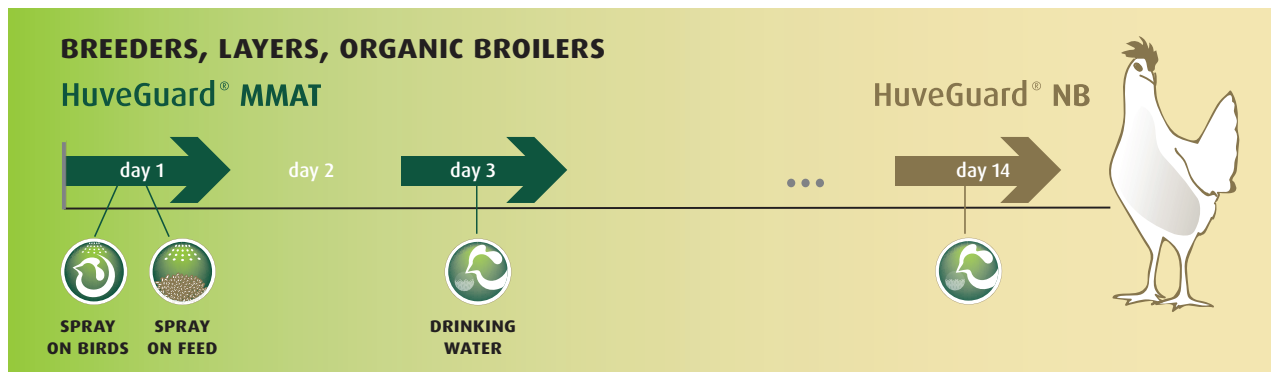 BREEDERS, LAYERS, ORGANIC BROILERS
HuveGuard® MMAT
HuveGuard® NB
day 1
day 2
day 3
...
day 14
SPRAY
ON BIRDS
SPRAY
ON FEED
DRINKING
WATER